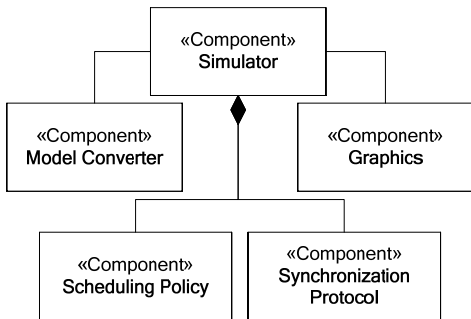 «Component»
Simulator
«Component»
Model Converter
«Component»
Graphics
«Component»
Scheduling Policy
«Component»
Synchronization
Protocol